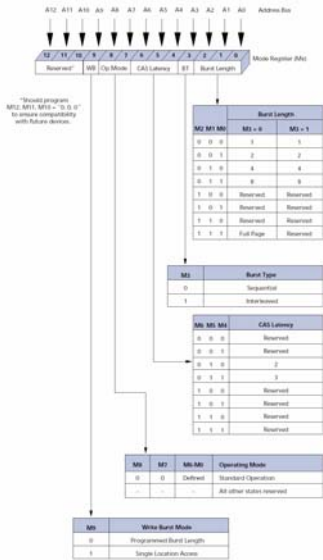 A12 A11 A10 A9 A8 A7 A6 A5 A4 A3 A2 A1 A0 Address Bus
12 11 10 9 8 7 6 5 4 3 2 1 0 Mode Register (Mx)
Reserved* WB Op Mode CAS Latency BT Burst Length
*Should program
M12, M11, M10 = "0, 0, 0"
to ensure compatibility
with future devices.
Burst Length
M2 M1 M0 M3 = 0 M3 = 1
0 0 0 1 1
0 0 1 2 2
0 1 0 4 4
0 1 1 8 8
1 0 0 Reserved Reserved
1 0 1 Reserved Reserved
1 1 0 Reserved Reserved
1 1 1 Full Page Reserved
M3 Burst Type
0 Sequential
1 Interleaved
M6 M5 M4 CAS Latency
0 0 0 Reserved
0 0 1 Reserved
0 1 0 2
0 1 1 3
1 0 0 Reserved
1 0 1 Reserved
1 1 0 Reserved
1 1 1 Reserved
M8 M7 M6-M0 Operating Mode
0 0 Defined Standard Operation
- - - All other states reserved
M9 Write Burst Mode
0 Programmed Burst Length
1 Single Location Access